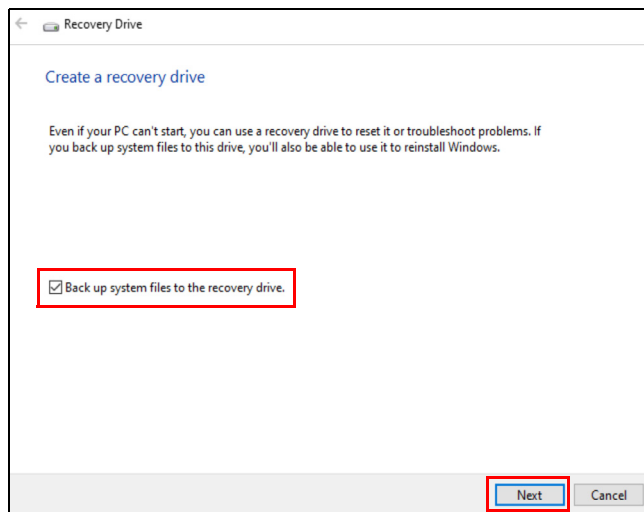 Recovery Drive
Create a recovery drive
Even if your PC can't start, you can use a recovery drive to reset it or troubleshoot problems. If
you back up system files to this drive, you'll also be able to use it to reinstall Windows.
Back up system files to the recovery drive.
Next
Cancel